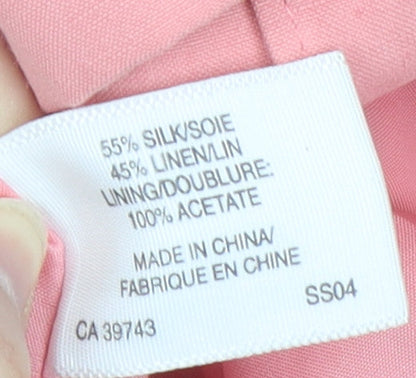 55% SILK/SOIE
45% LINEN/LIN
LINING/DOUBLURE:
100% ACETATE
MADE IN CHINA/
FABRIQUE EN CHINE
SS04
CA 39743